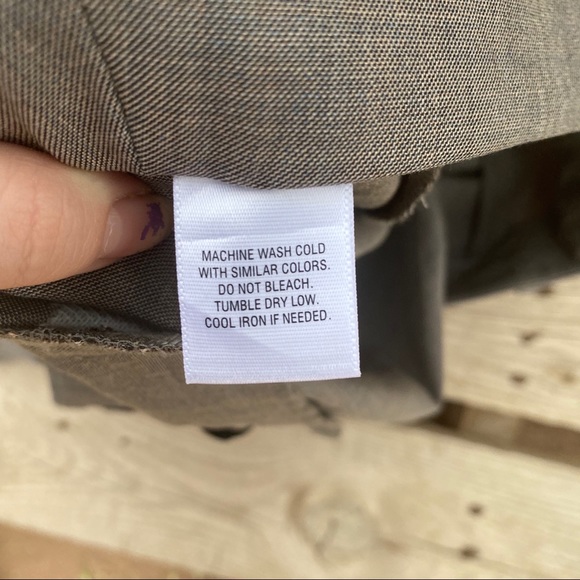 MACHINE WASH COLD
WITH SIMILAR COLORS.
DO NOT BLEACH.
TUMBLE DRY LOW.
COOL IRON IF NEEDED.